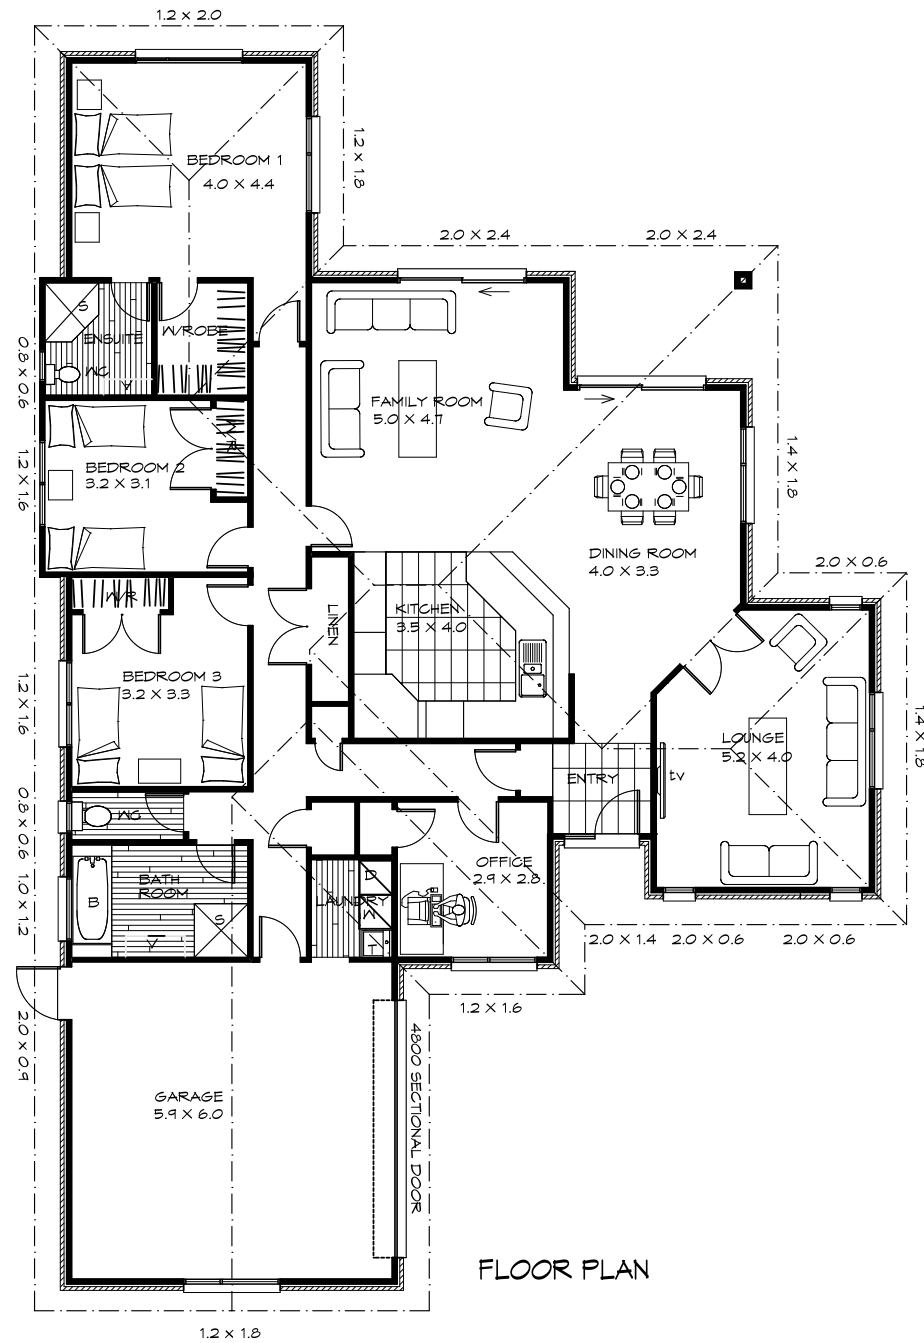 1.2 x 2.0
BEDROOM 1
4.0 X 4.4
1.2 x 1.8
2.0 X 2.4
2.0 X 2.4
S
ENSUITE
WC
V
W/ROBE
0.8 x 0.6
FAMILY ROOM
5.0 X 4.7
BEDROOM 2
3.2 X 3.1
1.2 x 1.6
1.4 x 1.8
DINING ROOM
4.0 X 3.3
2.0 X 0.6
W/R
LINEN
KITCHEN
3.5 X 4.0
BEDROOM 3
3.2 X 3.3
1.2 x 1.6
LOUNGE
5.2 X 4.0
1.4 x 1.8
ENTRY
tv
WC
0.8 x 0.6
OFFICE
2.9 X 2.8
BATH
ROOM
B
S
V
1.0 x 1.2
D
LAUNDRY
W
T
2.0 X 1.4
2.0 X 0.6
2.0 X 0.6
1.2 X 1.6
2.0 x 0.9
4800 SECTIONAL DOOR
GARAGE
5.9 X 6.0
FLOOR PLAN
1.2 x 1.8